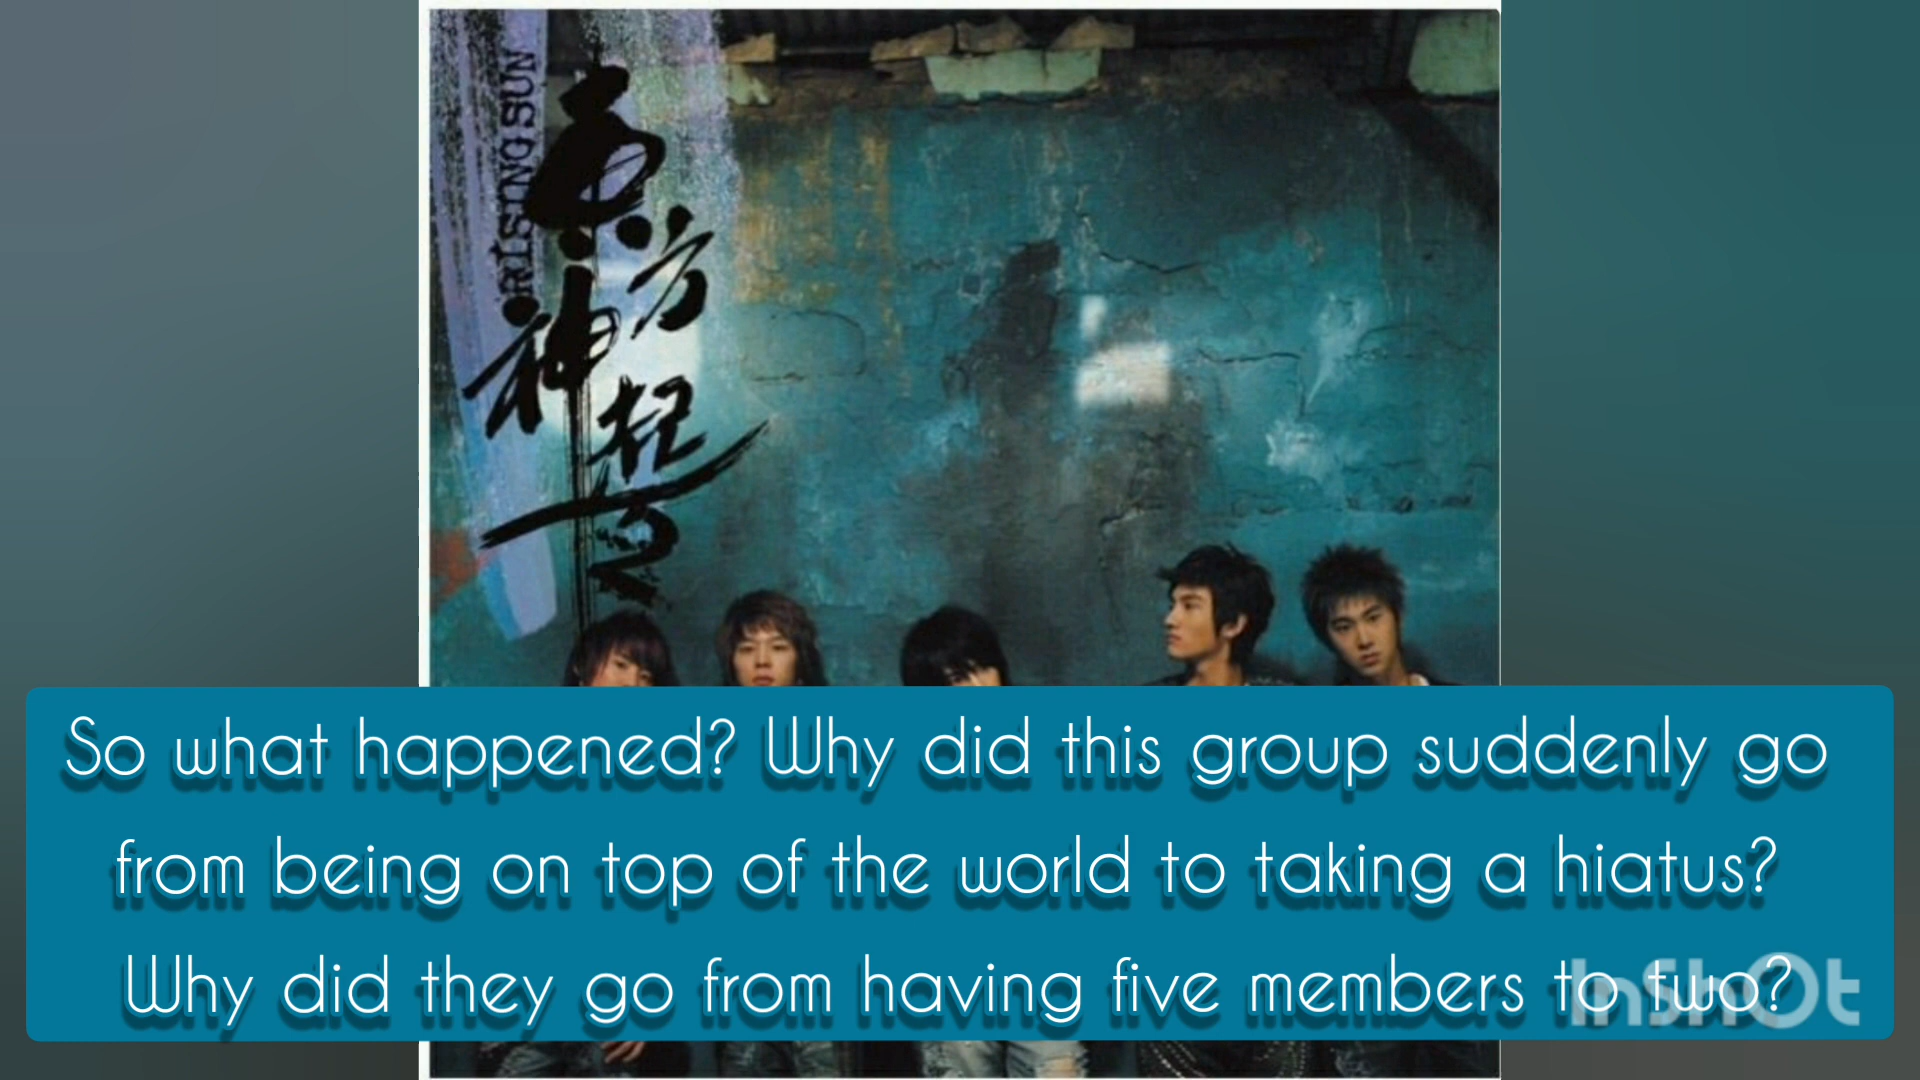 RISING SUN
東方神起
So what happened? Why did this group suddenly go
from being on top of the world to taking a hiatus?
Why did they go from having five members to two?
InShOt